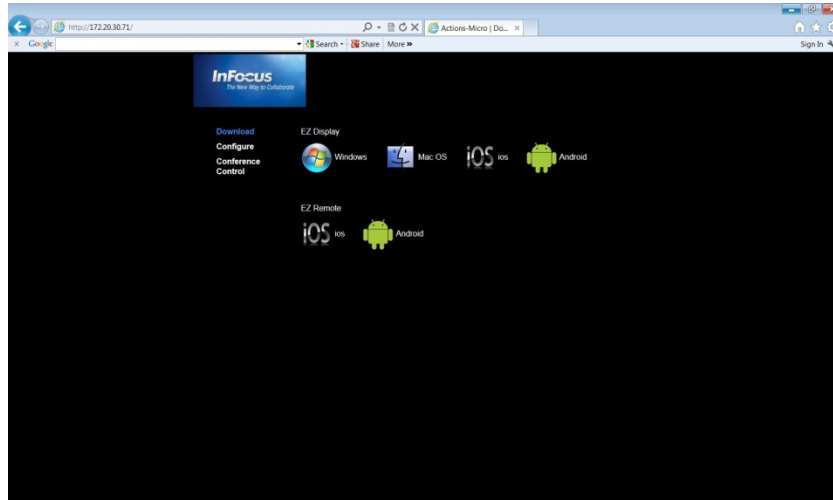 http://172.20.30.71/
Actions-Micro | Do...
x Google
Search
Share
More »
Sign In
InFocus
The New Way to Collaborate
Download
Configure
Conference
Control
EZ Display
Windows
Mac OS
iOS ios
Android
EZ Remote
iOS ios
Android